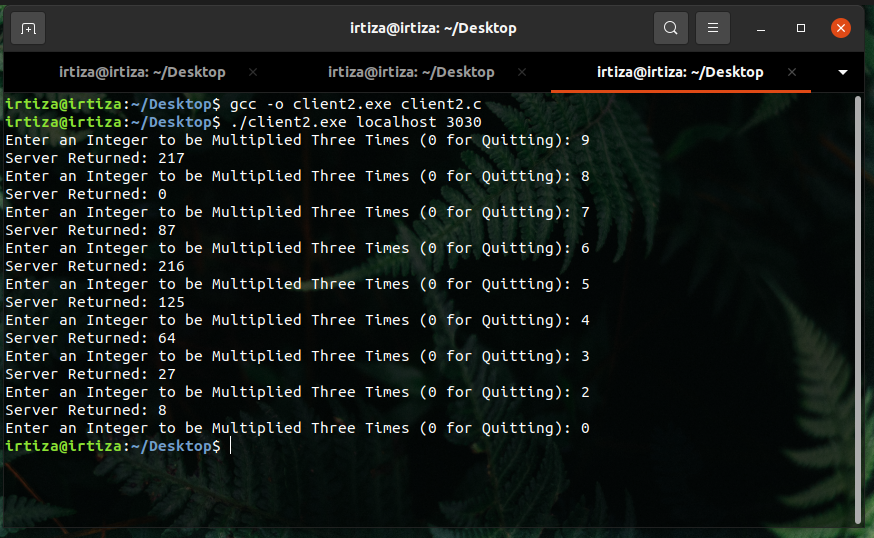 irtiza@irtiza: ~/Desktop
irtiza@irtiza: ~/Desktop
irtiza@irtiza: ~/Desktop
irtiza@irtiza: ~/Desktop
irtiza@irtiza:~/Desktop$ gcc -o client2.exe client2.c
irtiza@irtiza:~/Desktop$ ./client2.exe localhost 3030
Enter an Integer to be Multiplied Three Times (0 for Quitting): 9
Server Returned: 217
Enter an Integer to be Multiplied Three Times (0 for Quitting): 8
Server Returned: 0
Enter an Integer to be Multiplied Three Times (0 for Quitting): 7
Server Returned: 87
Enter an Integer to be Multiplied Three Times (0 for Quitting): 6
Server Returned: 216
Enter an Integer to be Multiplied Three Times (0 for Quitting): 5
Server Returned: 125
Enter an Integer to be Multiplied Three Times (0 for Quitting): 4
Server Returned: 64
Enter an Integer to be Multiplied Three Times (0 for Quitting): 3
Server Returned: 27
Enter an Integer to be Multiplied Three Times (0 for Quitting): 2
Server Returned: 8
Enter an Integer to be Multiplied Three Times (0 for Quitting): 0
irtiza@irtiza:~/Desktop$